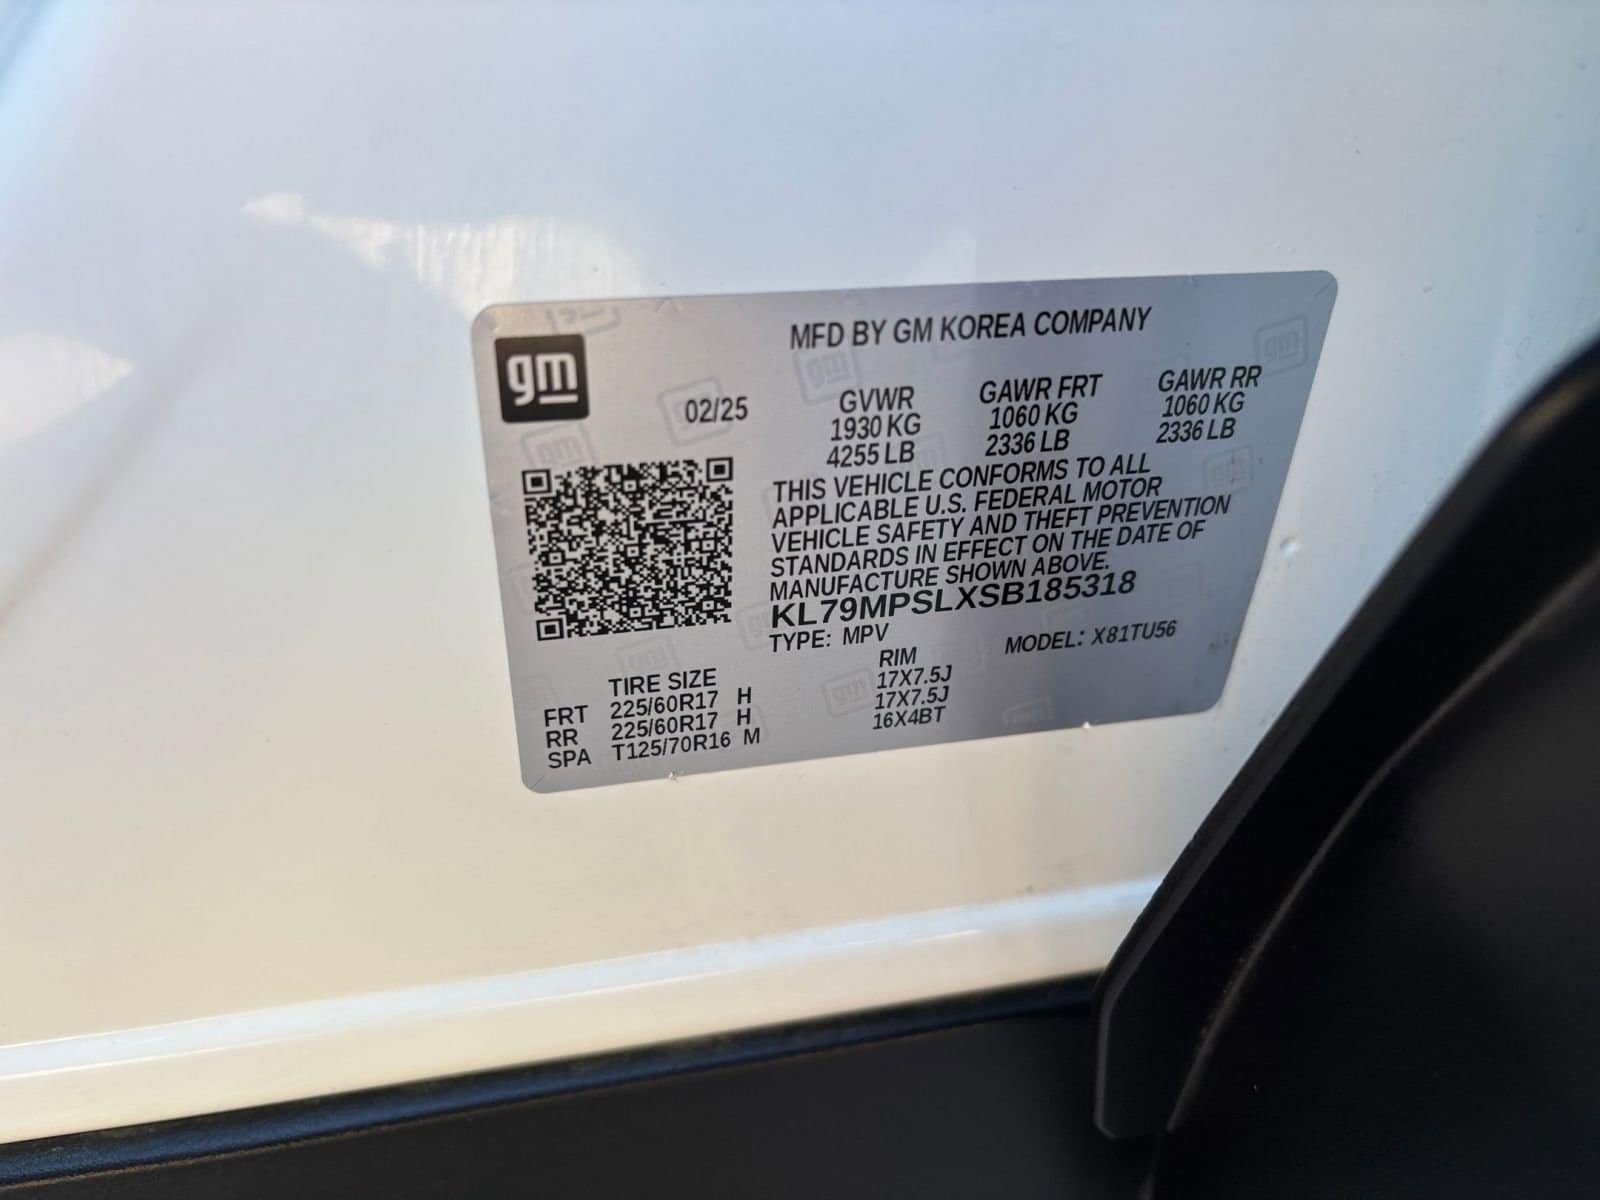 gm
MFD BY GM KOREA COMPANY
02/25
GVWR GAWR FRT GAWR RR
1930 KG 1060 KG 1060 KG
4255 LB 2336 LB 2336 LB
THIS VEHICLE CONFORMS TO ALL
APPLICABLE U.S. FEDERAL MOTOR
VEHICLE SAFETY AND THEFT PREVENTION
STANDARDS IN EFFECT ON THE DATE OF
MANUFACTURE SHOWN ABOVE.
KL79MPSLXSB185318
TYPE: MPV MODEL: X81TU56
TIRE SIZE RIM
FRT 225/60R17 H 17X7.5J
RR 225/60R17 H 17X7.5J
SPA T125/70R16 M 16X4BT